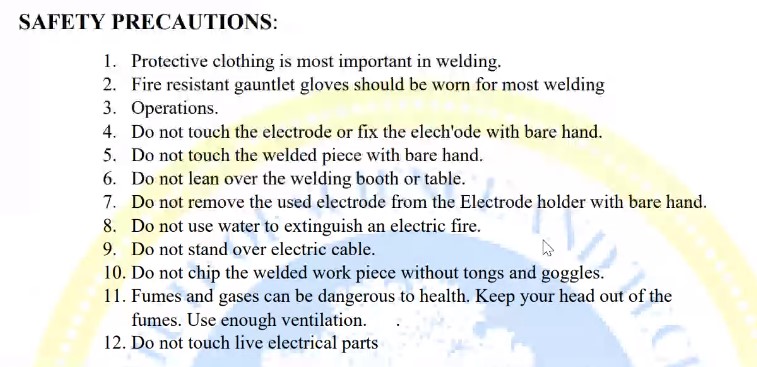 SAFETY PRECAUTIONS:
1. Protective clothing is most important in welding.
2. Fire resistant gauntlet gloves should be worn for most welding
3. Operations.
4. Do not touch the electrode or fix the elech'ode with bare hand.
5. Do not touch the welded piece with bare hand.
6. Do not lean over the welding booth or table.
7. Do not remove the used electrode from the Electrode holder with bare hand.
8. Do not use water to extinguish an electric fire.
9. Do not stand over electric cable.
10. Do not chip the welded work piece without tongs and goggles.
11. Fumes and gases can be dangerous to health. Keep your head out of the
fumes. Use enough ventilation. .
12. Do not touch live electrical parts